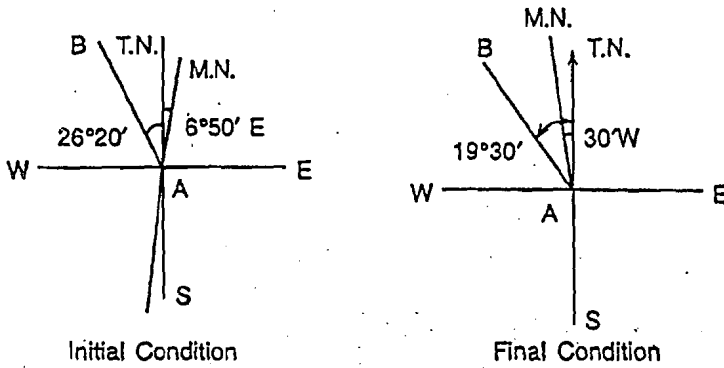 B T.N. M.N.
26°20′ 6°50′ E
W E
A
S
Initial Condition
M.N.
B T.N.
19°30′ 30′W
W E
A
S
Final Condition